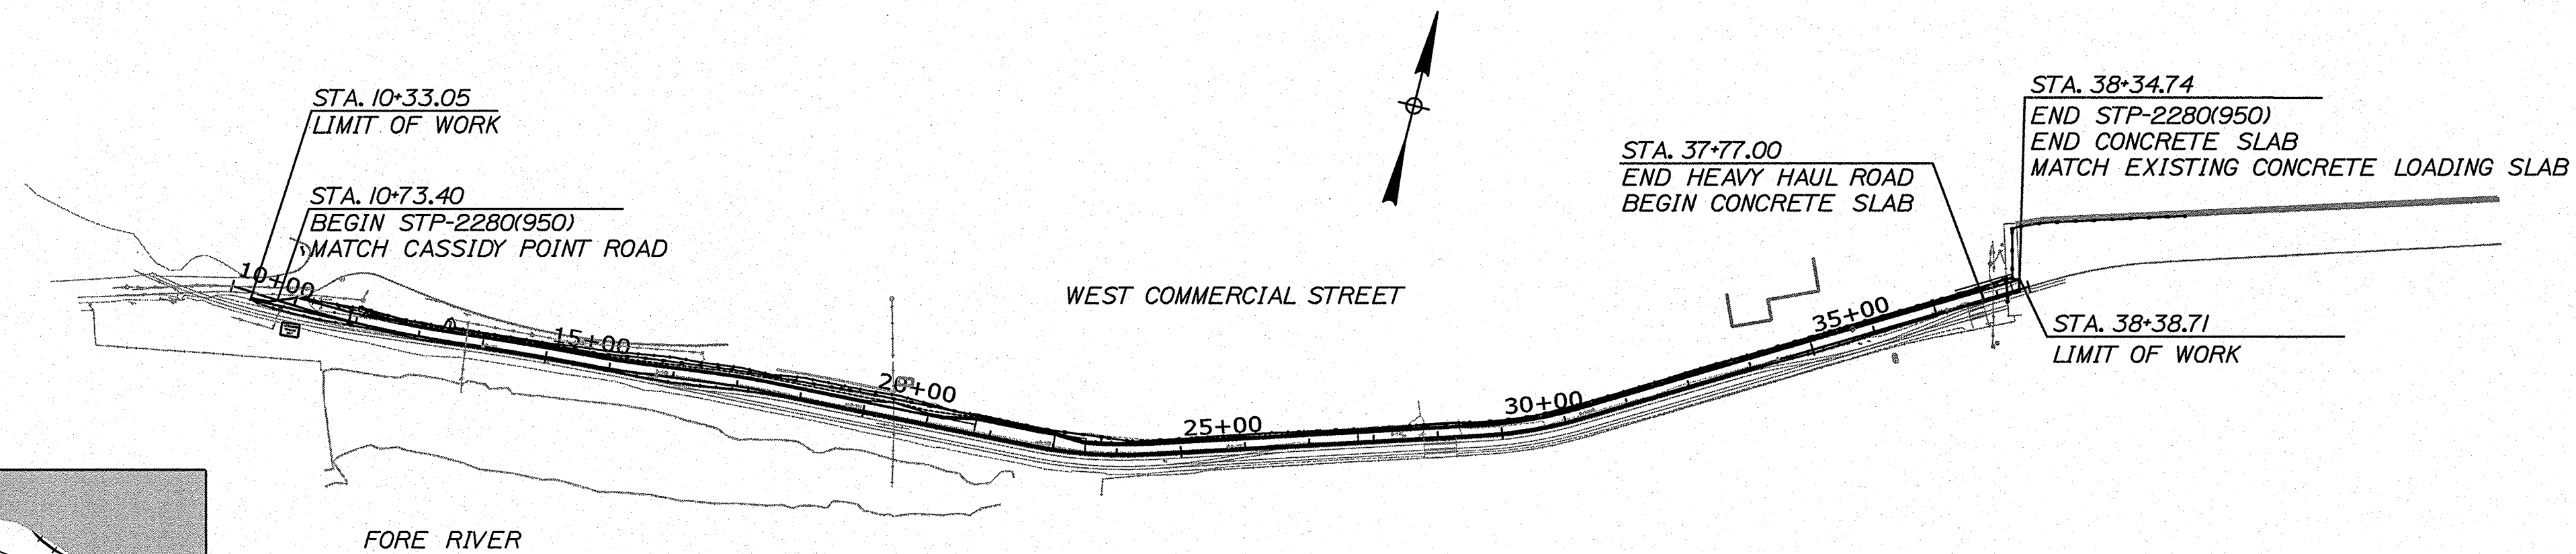 STA. 10+33.05
LIMIT OF WORK
STA. 10+73.40
BEGIN STP-2280(950)
MATCH CASSIDY POINT ROAD
STA. 38+34.74
END STP-2280(950)
END CONCRETE SLAB
MATCH EXISTING CONCRETE LOADING SLAB
STA. 37+77.00
END HEAVY HAUL ROAD
BEGIN CONCRETE SLAB
WEST COMMERCIAL STREET
10+00
15+00
20+00
25+00
30+00
35+00
STA. 38+38.71
LIMIT OF WORK
FORE RIVER